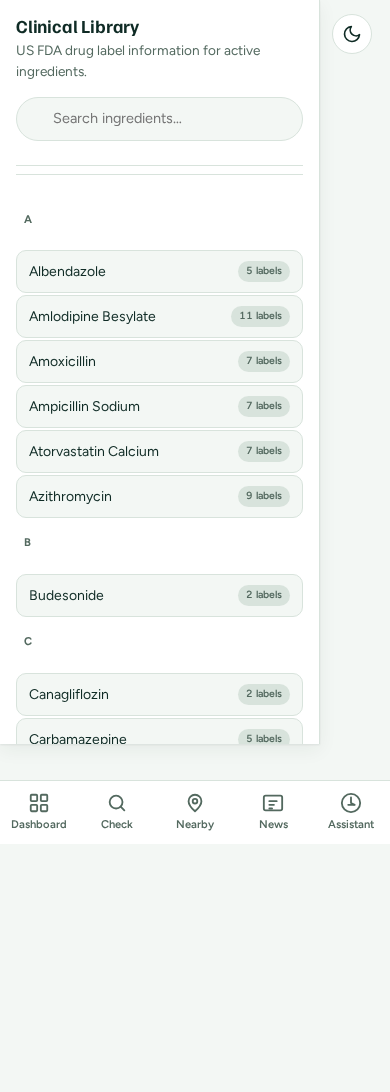 Clinical Library
US FDA drug label information for active
ingredients.
Search ingredients...
A
Albendazole 5 labels
Amlodipine Besylate 11 labels
Amoxicillin 7 labels
Ampicillin Sodium 7 labels
Atorvastatin Calcium 7 labels
Azithromycin 9 labels
B
Budesonide 2 labels
C
Canagliflozin 2 labels
Carbamazepine 5 labels
Dashboard Check Nearby News Assistant